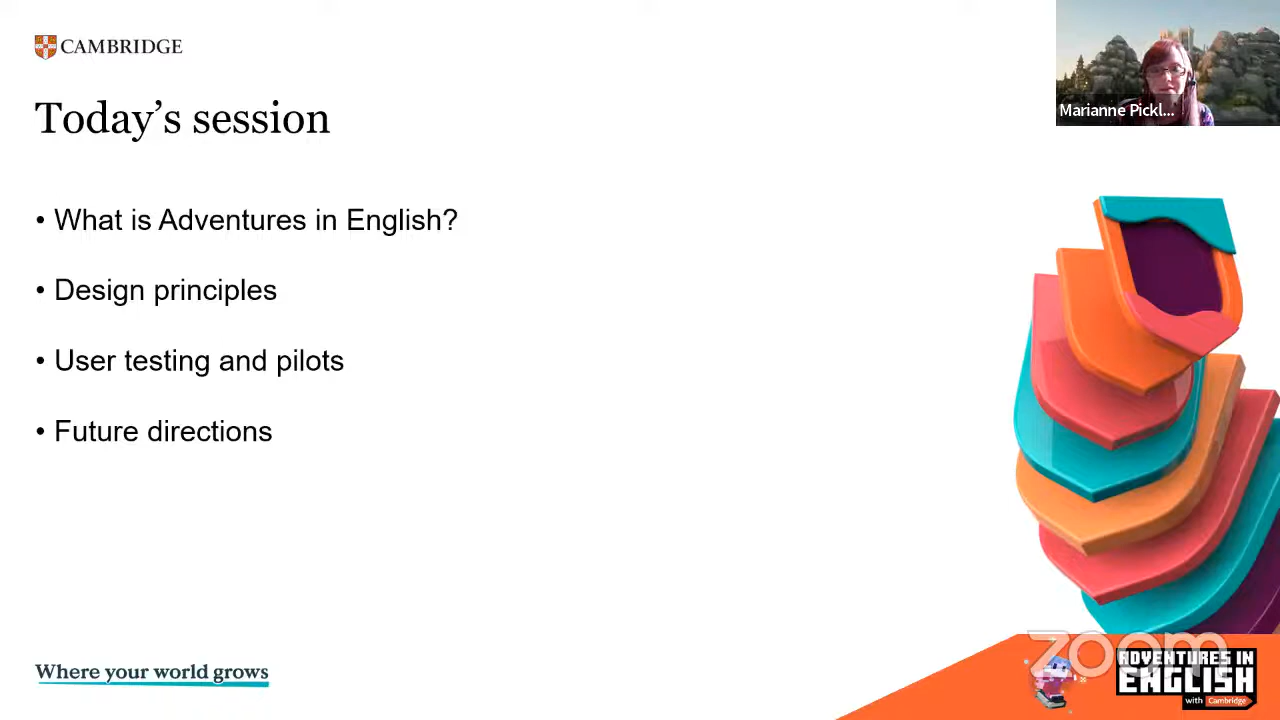 CAMBRIDGE
Today's session
• What is Adventures in English?
• Design principles
• User testing and pilots
• Future directions
Where your world grows
Marianne Pickl...
zoom
ADVENTURES IN
ENGLISH
with Cambridge